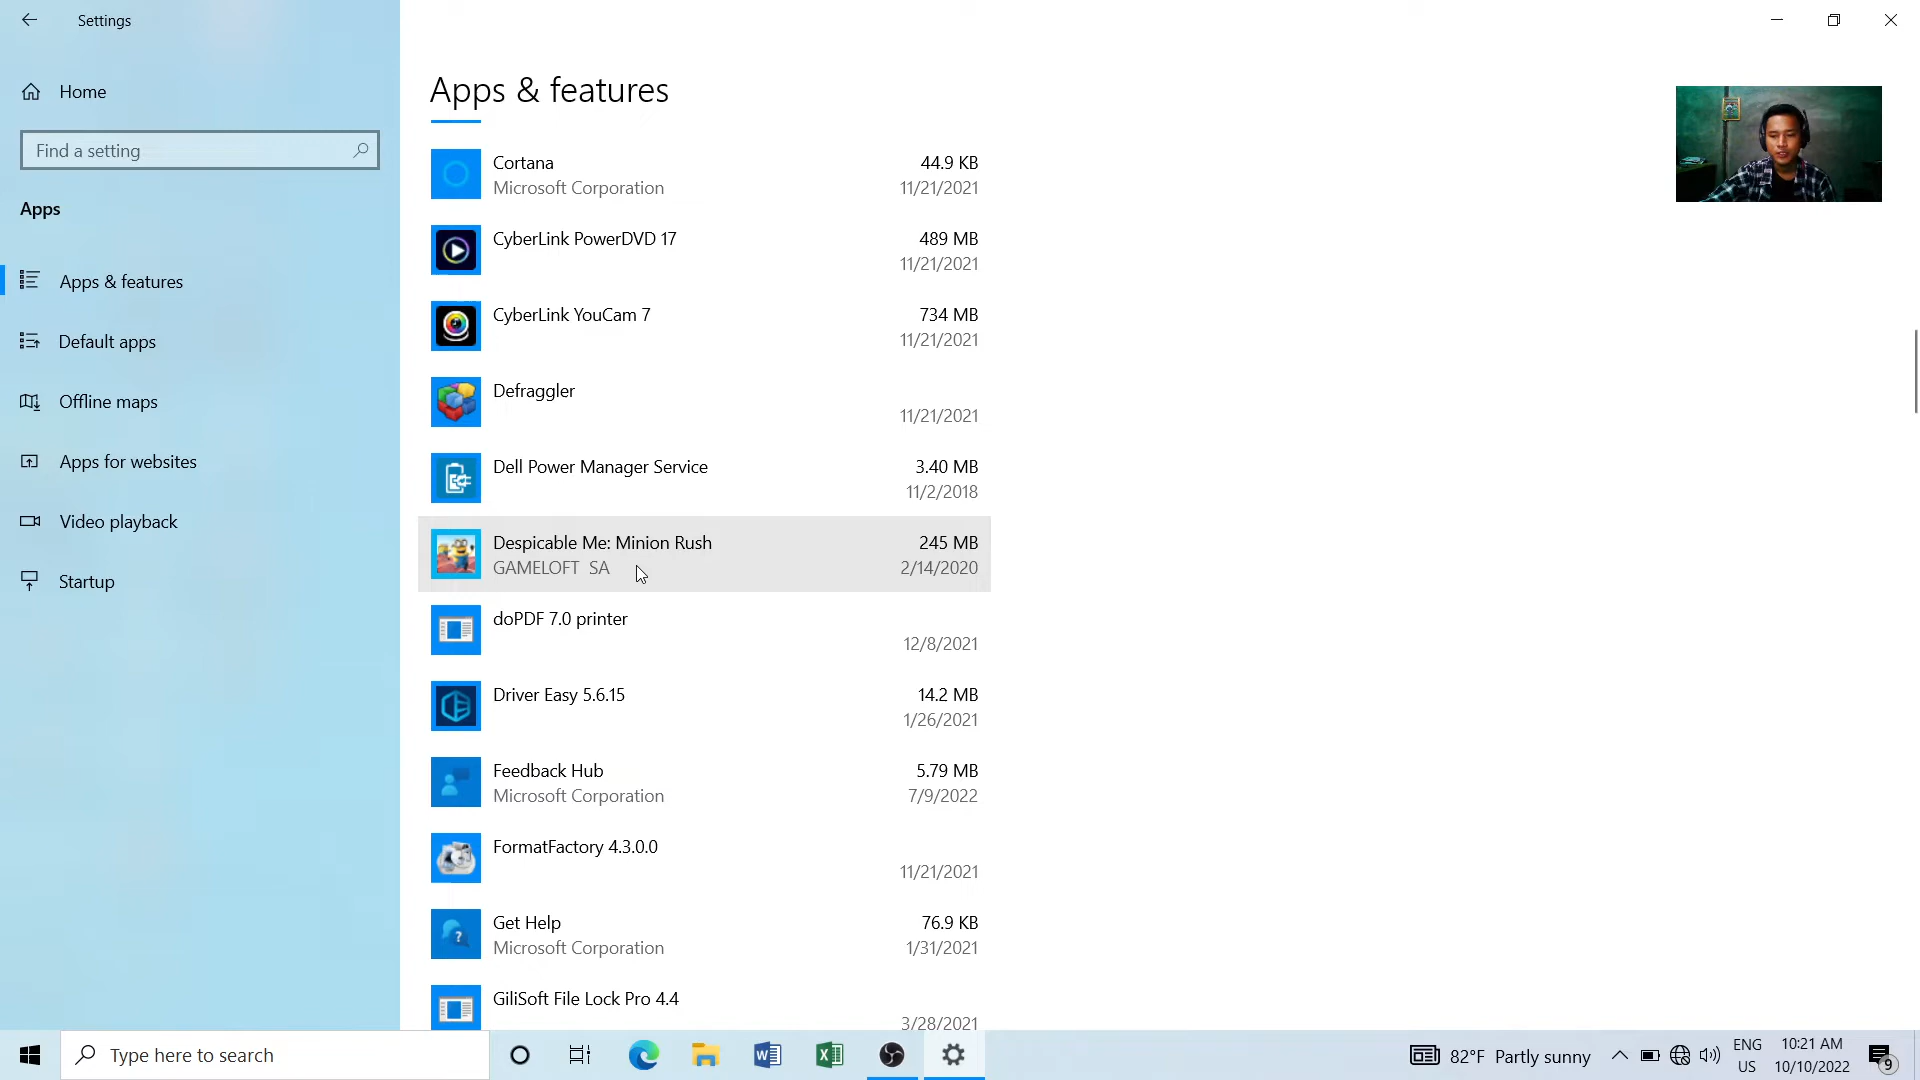 Settings
Home
Find a setting
Apps
Apps & features
Default apps
Offline maps
Apps for websites
Video playback
Startup
Apps & features
Cortana 44.9 KB
Microsoft Corporation 11/21/2021
CyberLink PowerDVD 17 489 MB
11/21/2021
CyberLink YouCam 7 734 MB
11/21/2021
Defraggler
11/21/2021
Dell Power Manager Service 3.40 MB
11/2/2018
Despicable Me: Minion Rush 245 MB
GAMELOFT SA 2/14/2020
doPDF 7.0 printer
12/8/2021
Driver Easy 5.6.15 14.2 MB
1/26/2021
Feedback Hub 5.79 MB
Microsoft Corporation 7/9/2022
FormatFactory 4.3.0.0
11/21/2021
Get Help 76.9 KB
Microsoft Corporation 1/31/2021
GiliSoft File Lock Pro 4.4
3/28/2021
Type here to search
82°F Partly sunny
ENG
US
10:21 AM
10/10/2022
9